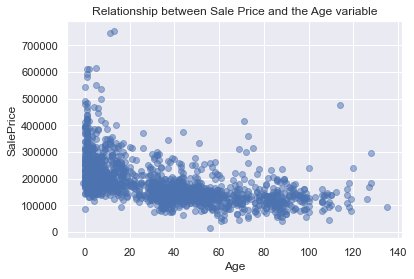 Relationship between Sale Price and the Age variable
700000
600000
500000
400000
300000
200000
100000
0
SalePrice
0 20 40 60 80 100 120 140
Age